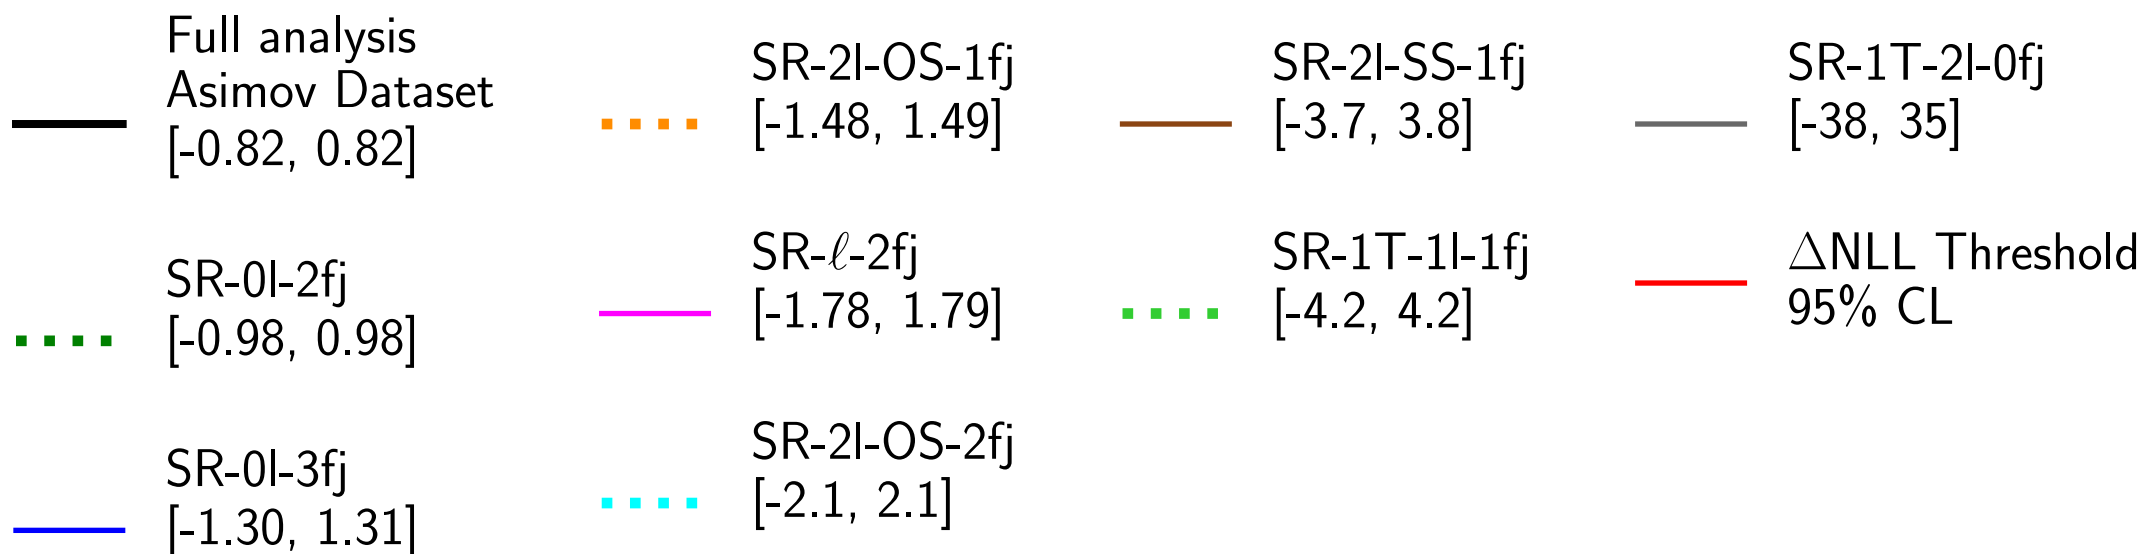 Full analysis
Asimov Dataset
[-0.82, 0.82]
SR-0l-2fj
[-0.98, 0.98]
SR-0l-3fj
[-1.30, 1.31]
SR-2l-OS-1fj
[-1.48, 1.49]
SR-ℓ-2fj
[-1.78, 1.79]
SR-2l-OS-2fj
[-2.1, 2.1]
SR-2l-SS-1fj
[-3.7, 3.8]
SR-1T-1l-1fj
[-4.2, 4.2]
SR-1T-2l-0fj
[-38, 35]
ΔNLL Threshold
95% CL